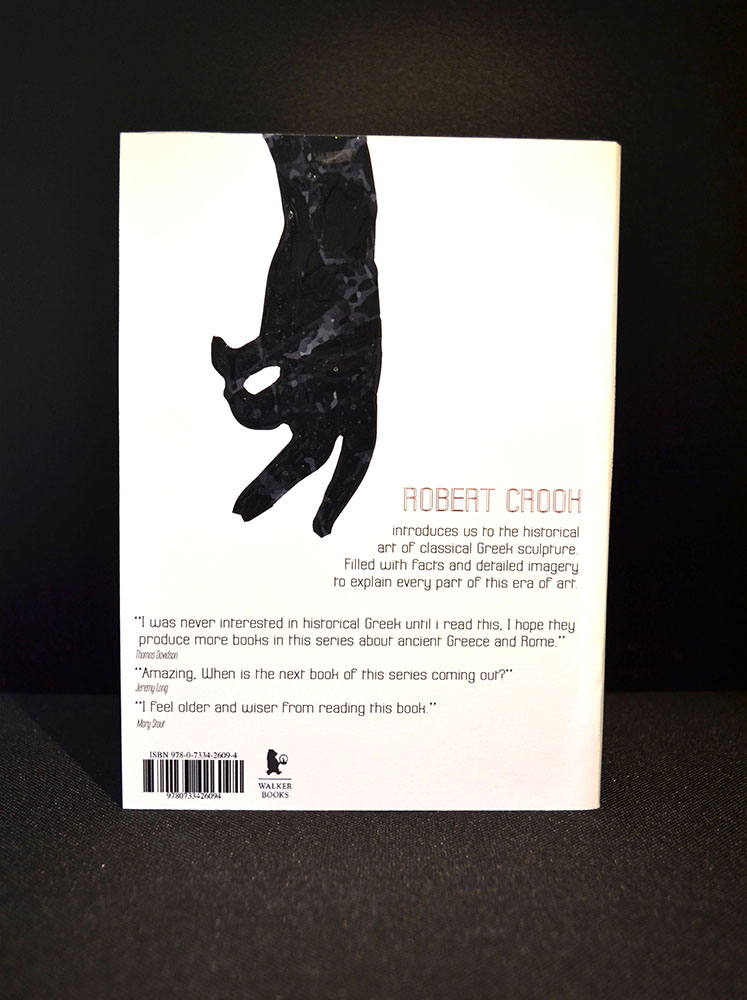 ROBERT CROOK
introduces us to the historical
art of classical Greek sculpture.
Filled with facts and detailed imagery
to explain every part of this era of art.
"I was never interested in historical Greek until i read this, I hope they
produce more books in this series about ancient Greece and Rome."
Thomas Davidson
"Amazing, When is the next book of this series coming out?"
Jeremy Long
"I feel older and wiser from reading this book."
Mary Stout
ISBN 978-0-7334-2609-4
9780733426094
WALKER
BOOKS